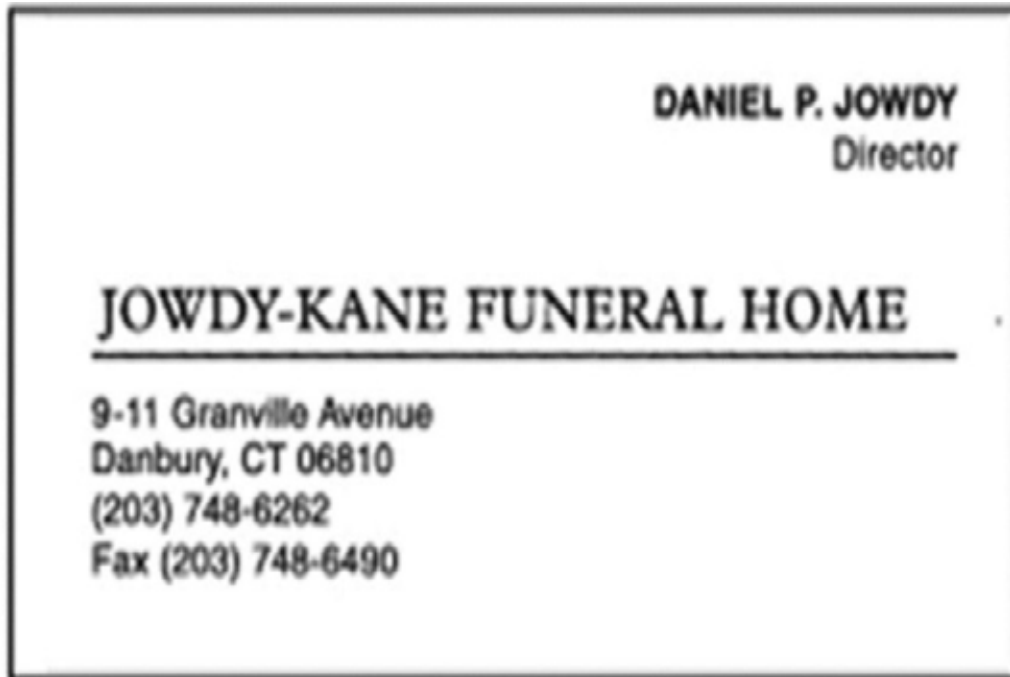 DANIEL P. JOWDY
Director
JOWDY-KANE FUNERAL HOME
9-11 Granville Avenue
Danbury, CT 06810
(203) 748-6262
Fax (203) 748-6490